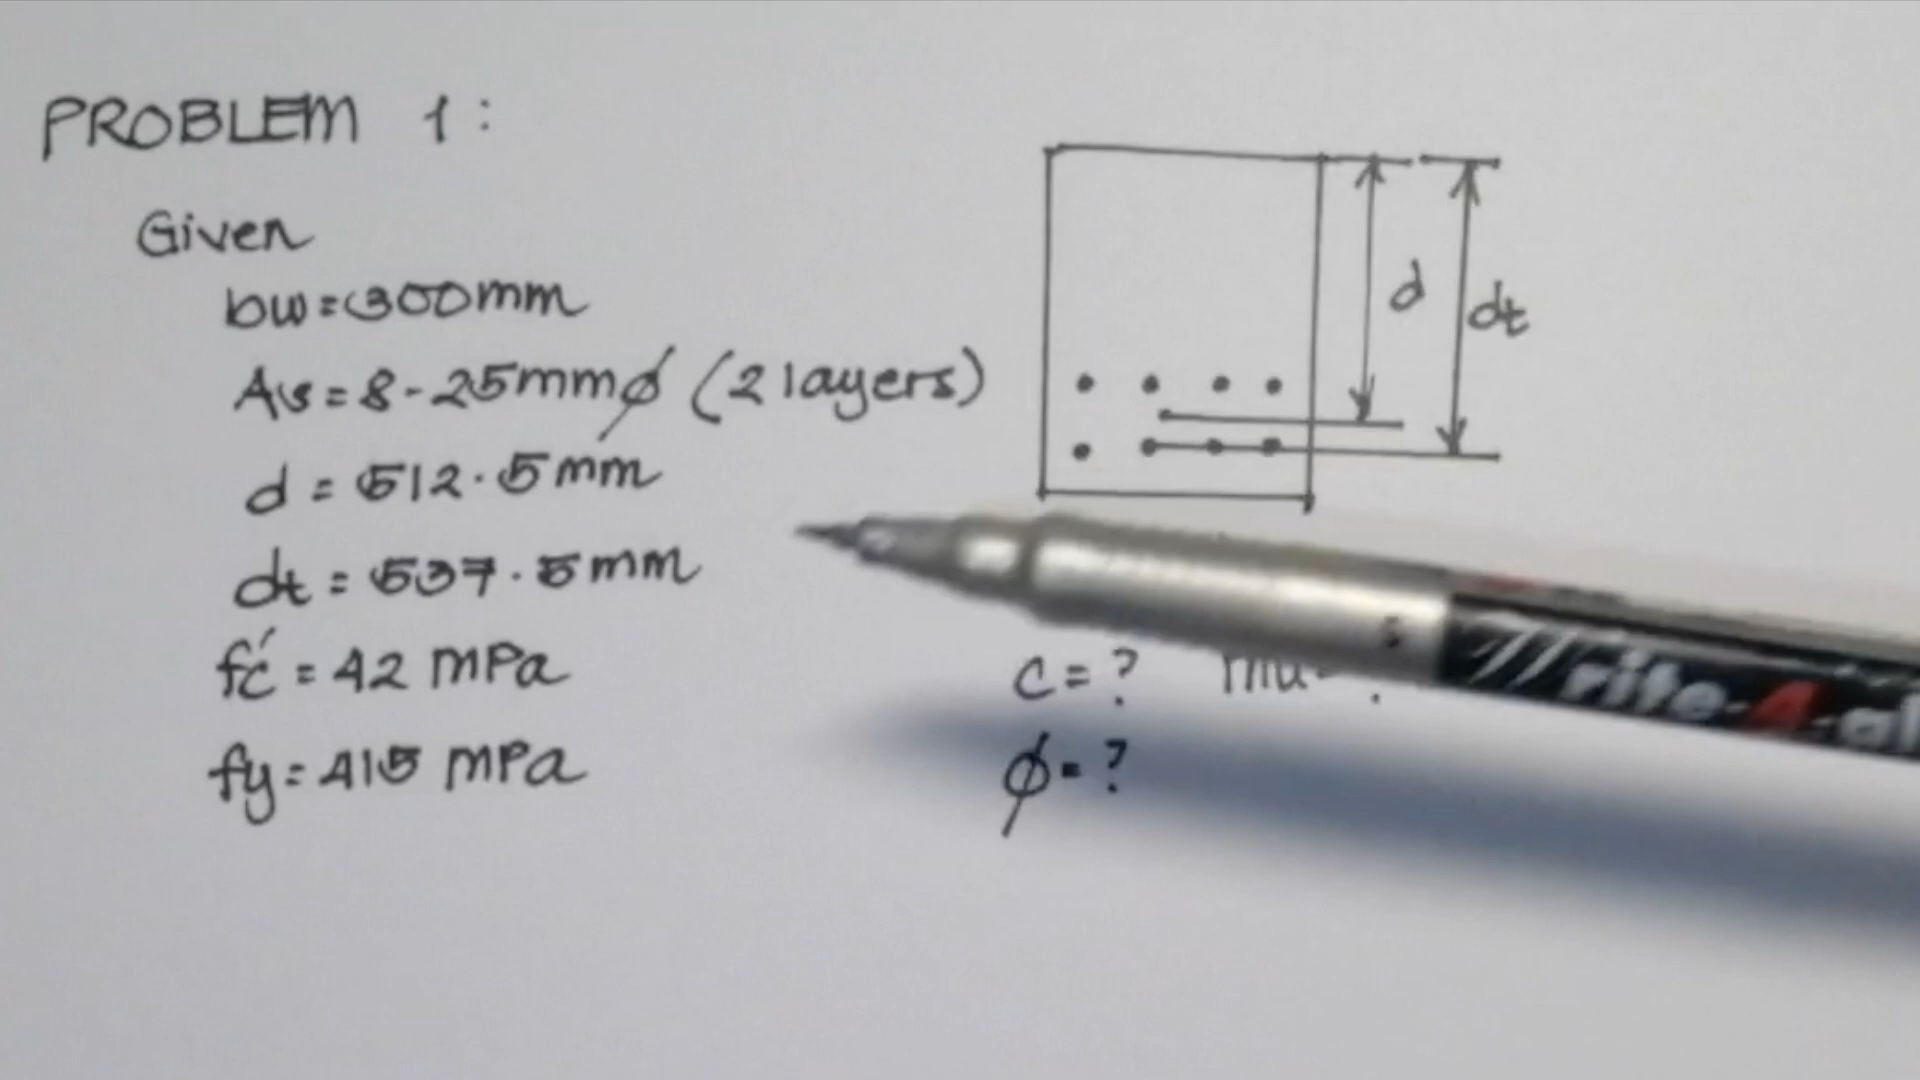 PROBLEM 1:
Given
bw=300mm
As=8-25mmϕ (2 layers)
d = 512.5mm
dt = 537.5mm
fc' = 42 MPa
fy=415 MPa
d
dt
c=?
ϕ=?